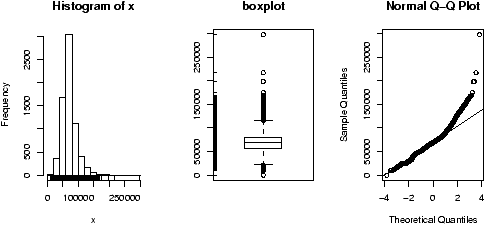 Histogram of x
boxplot
Normal Q–Q Plot
Frequency
0 500 1500 2500
0 100000 250000
x
0 50000 150000 250000
Sample Quantiles
0 50000 150000 250000
−4 −2 0 2 4
Theoretical Quantiles